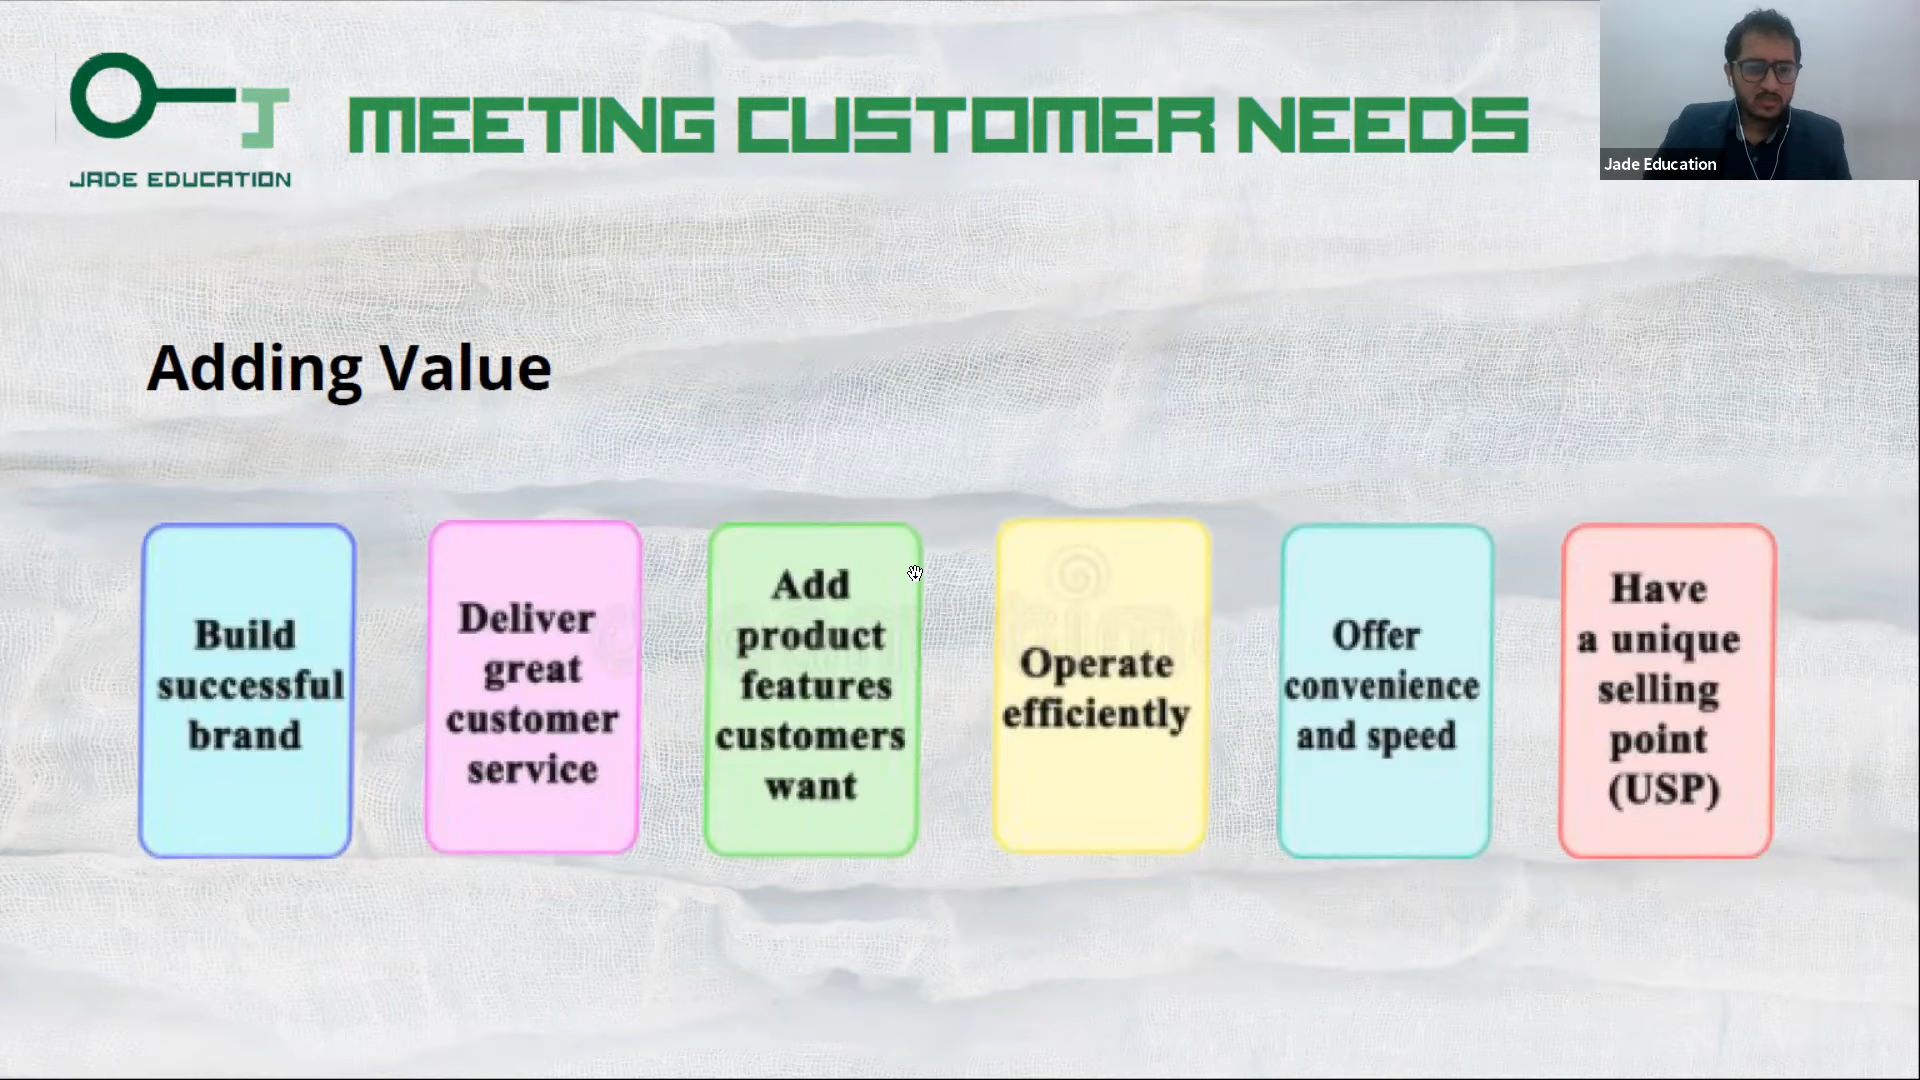 J
JADE EDUCATION
MEETING CUSTOMER NEEDS
Jade Education
Adding Value
Build
successful
brand
Deliver
great
customer
service
Add
product
features
customers
want
Operate
efficiently
Offer
convenience
and speed
Have
a unique
selling
point
(USP)